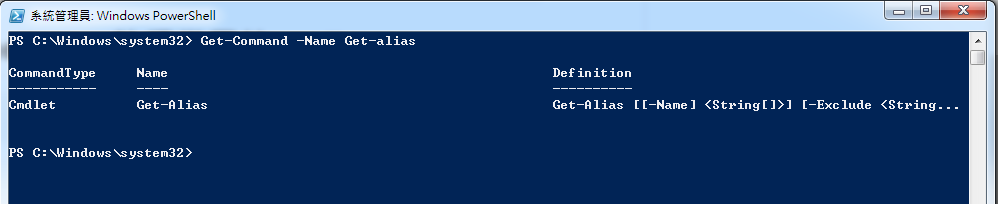 系統管理員: Windows PowerShell
PS C:\Windows\system32> Get-Command -Name Get-alias
CommandType Name Definition
----------- ---- ----------
Cmdlet Get-Alias Get-Alias [[-Name] <String[]>] [-Exclude <String...
PS C:\Windows\system32>